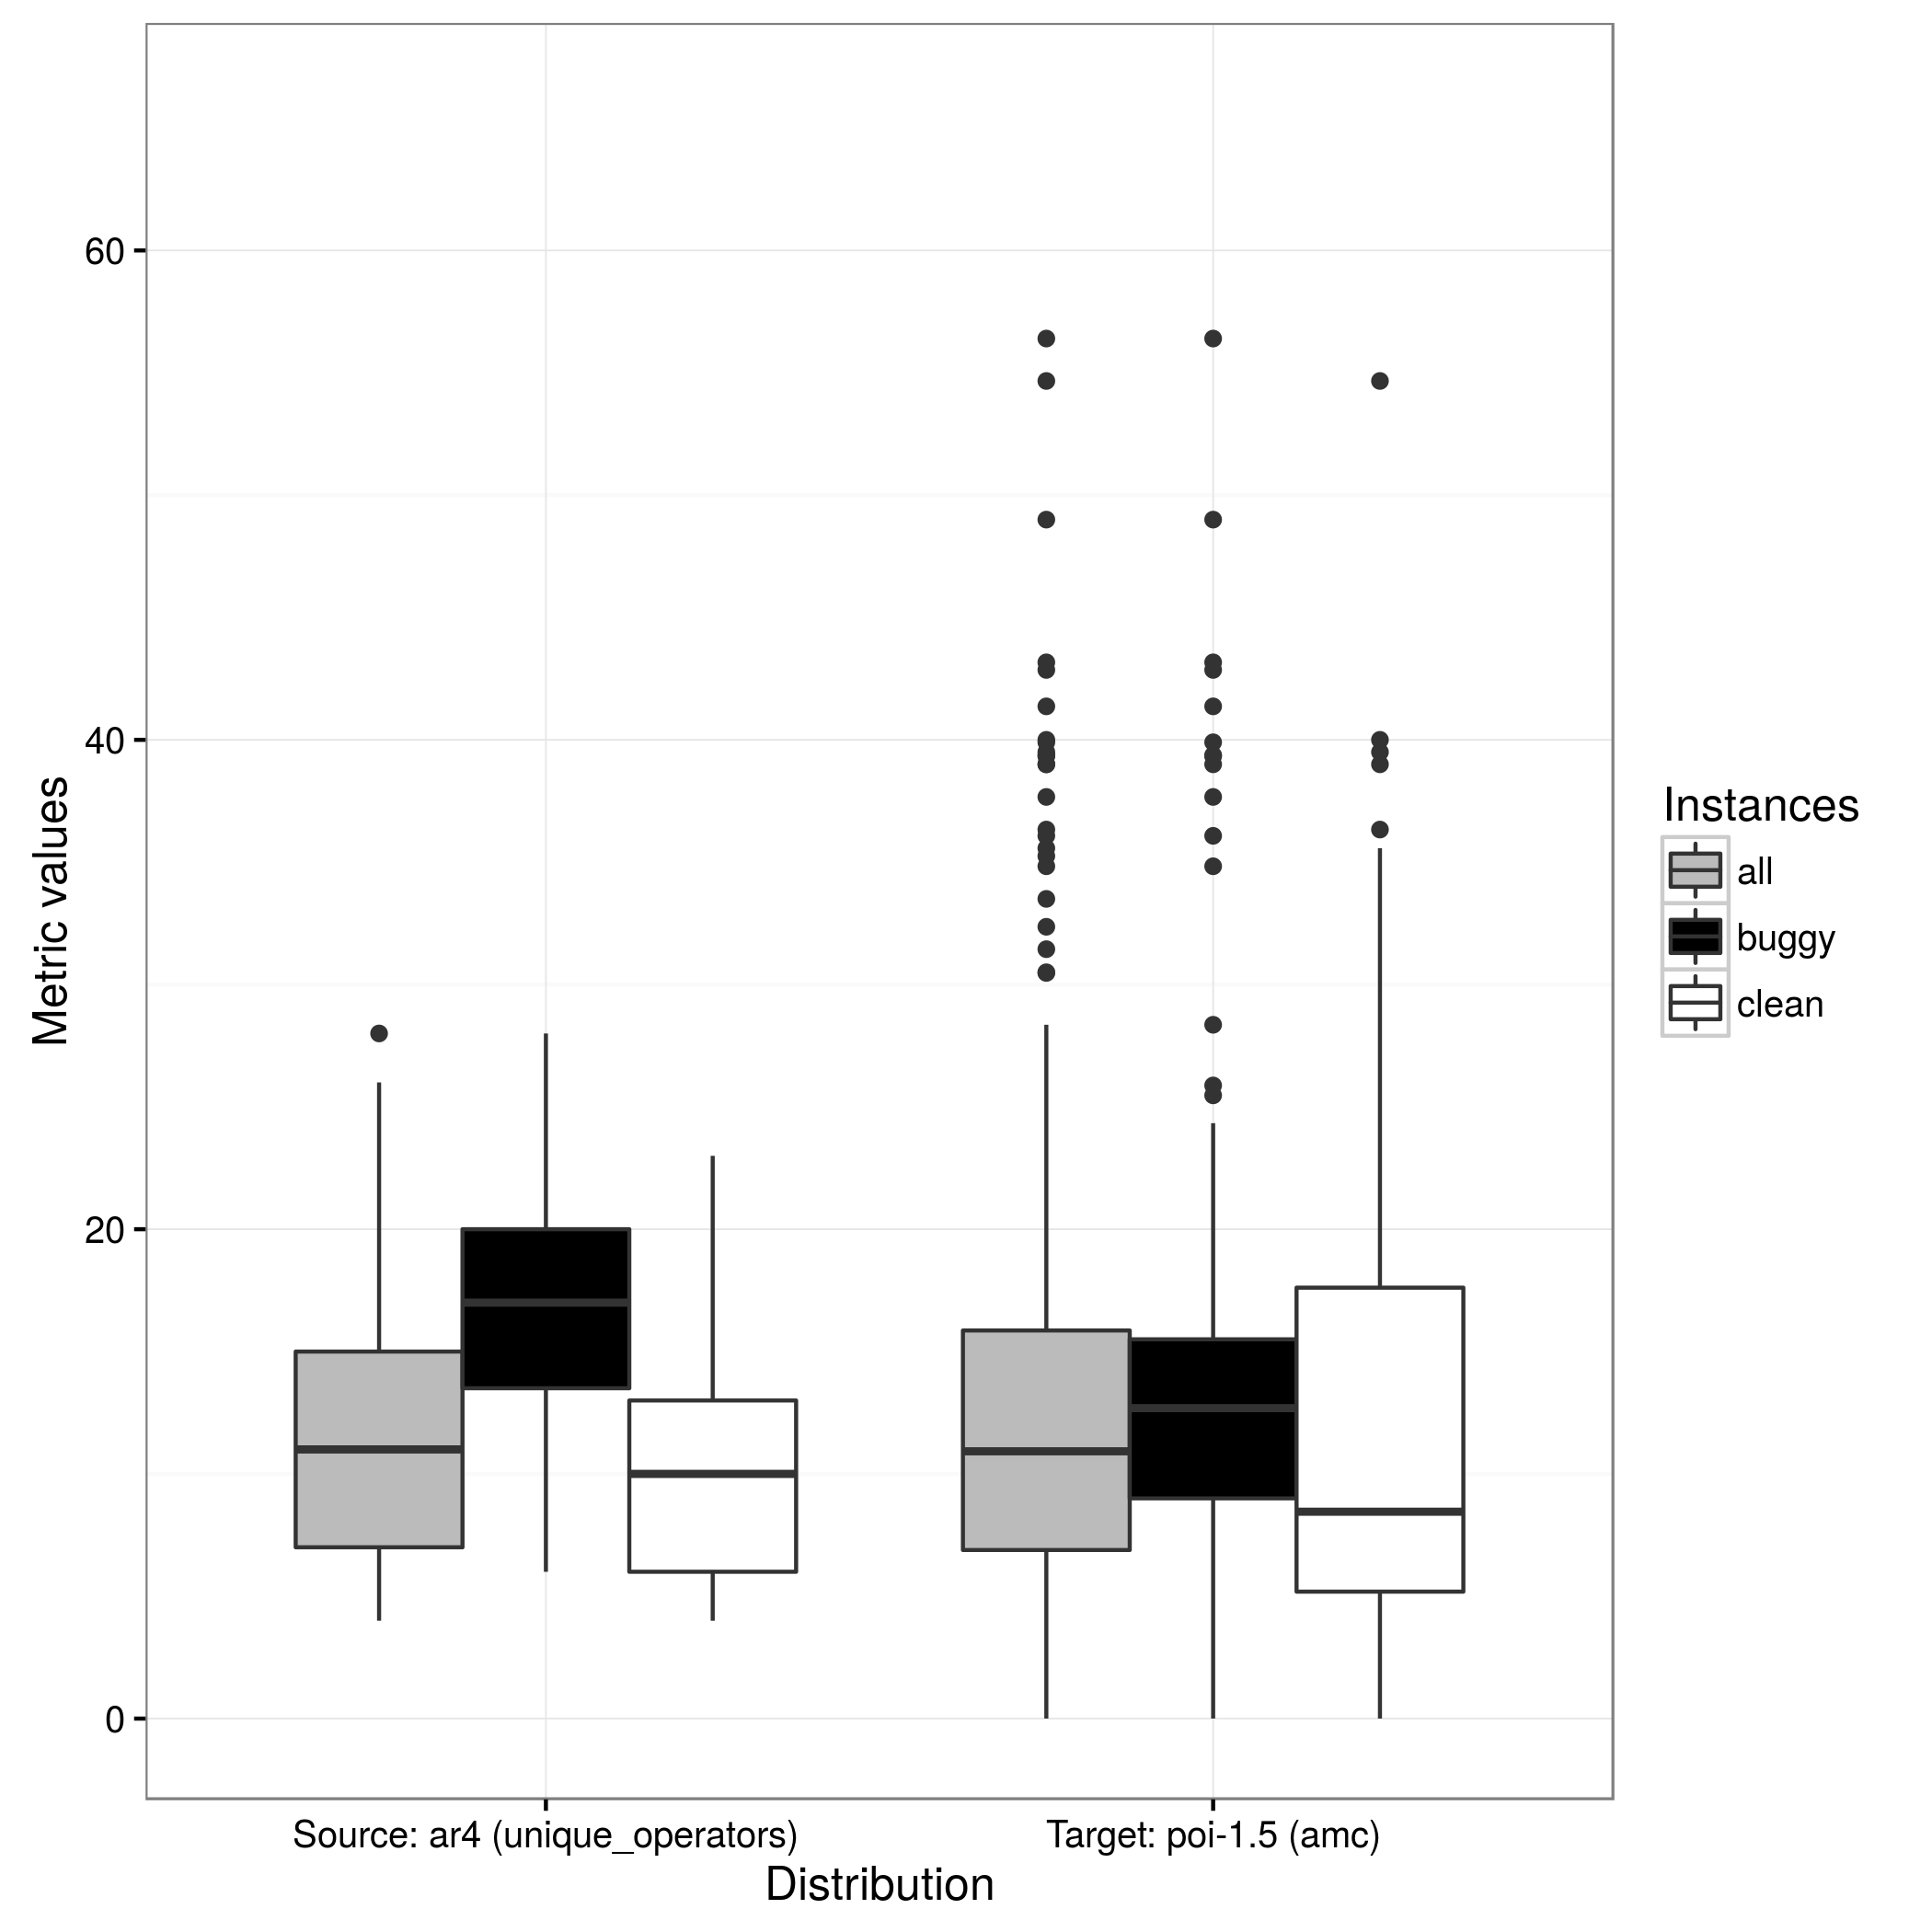 60
40
20
0
Metric values
Source: ar4 (unique_operators)
Target: poi-1.5 (amc)
Distribution
Instances
all
buggy
clean